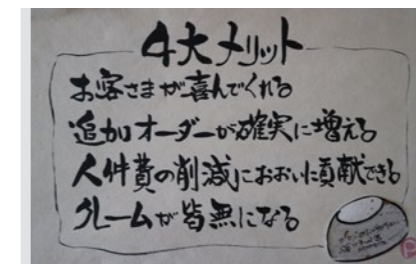 4大メリット
お客さまが喜んでくれる
追加オーダーが確実に増える
人件費の削減におおいに貢献できる
クレームが皆無になる